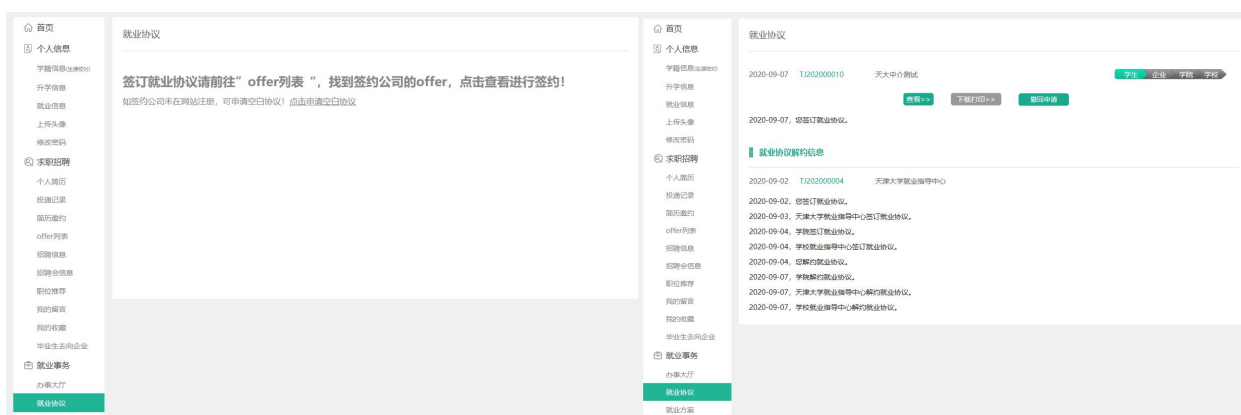 首页
个人信息
学籍信息(生源校对)
升学信息
就业信息
上传头像
修改密码
求职招聘
个人简历
投递记录
简历邀约
offer列表
招聘信息
招聘会信息
职位推荐
我的留言
我的收藏
毕业生去向企业
就业事务
办事大厅
就业协议
就业协议
签订就业协议请前往”offer列表“，找到签约公司的offer，点击查看进行签约！
如签约公司未在网站注册，可申请空白协议！点击申请空白协议
首页
个人信息
学籍信息(生源校对)
升学信息
就业信息
上传头像
修改密码
求职招聘
个人简历
投递记录
简历邀约
offer列表
招聘信息
招聘会信息
职位推荐
我的留言
我的收藏
毕业生去向企业
就业事务
办事大厅
就业协议
就业方案
就业协议
2020-09-07 TJ202000010 天大中介测试 学生 企业 学院 学校
查看>> 下载打印>> 撤回申请
2020-09-07，您签订就业协议。
就业协议解约信息
2020-09-02 TJ202000004 天津大学就业指导中心
2020-09-02，您签订就业协议。
2020-09-03，天津大学就业指导中心签订就业协议。
2020-09-04，学院签订就业协议。
2020-09-04，学校就业指导中心签订就业协议。
2020-09-04，您解约就业协议。
2020-09-07，学院解约就业协议。
2020-09-07，天津大学就业指导中心解约就业协议。
2020-09-07，学校就业指导中心解约就业协议。